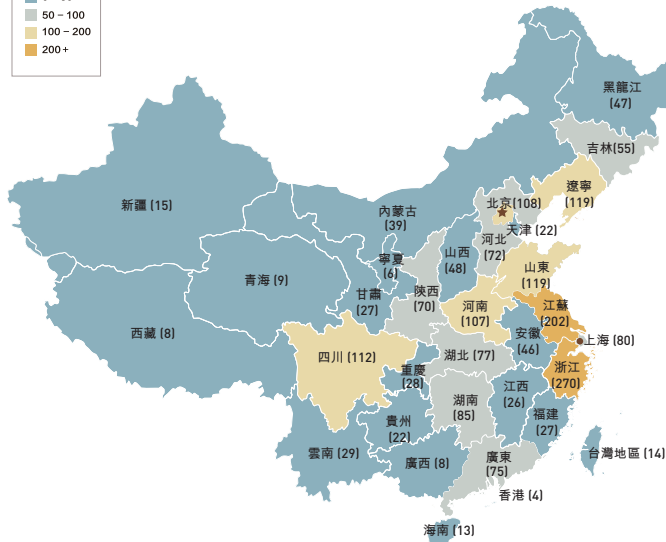 50 – 100
100 – 200
200+
黑龍江
(47)
吉林(55)
遼寧
(119)
北京(108)
天津 (22)
河北
(72)
內蒙古
(39)
新疆 (15)
寧夏
(6)
山西
(48)
山東
(119)
青海 (9)
甘肅
(27)
陝西
(70)
河南
(107)
江蘇
(202)
西藏 (8)
安徽
(46)
上海 (80)
四川 (112)
湖北 (77)
浙江
(270)
重慶
(28)
湖南
(85)
江西
(26)
貴州
(22)
福建
(27)
雲南 (29)
廣西 (8)
廣東
(75)
台灣地區 (14)
香港 (4)
海南 (13)